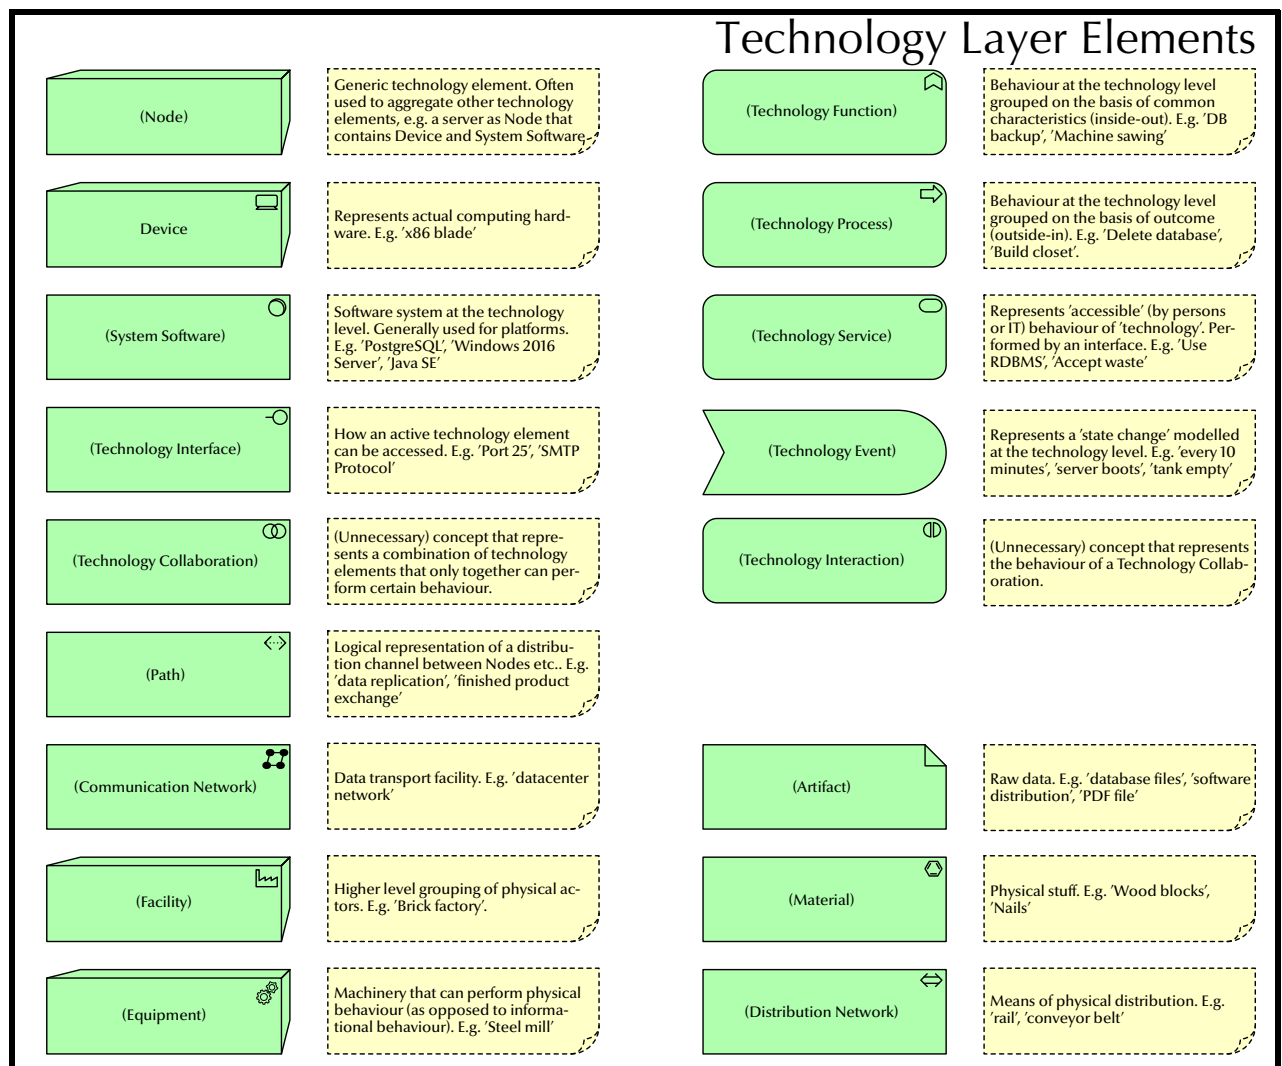 Technology Layer Elements
(Node)
Generic technology element. Often
used to aggregate other technology
elements, e.g. a server as Node that
contains Device and System Software.
(Technology Function)
Behaviour at the technology level
grouped on the basis of common
characteristics (inside-out). E.g. 'DB
backup', 'Machine sawing'
Device
Represents actual computing hard-
ware. E.g. 'x86 blade'
(Technology Process)
Behaviour at the technology level
grouped on the basis of outcome
(outside-in). E.g. 'Delete database',
'Build closet'.
(System Software)
Software system at the technology
level. Generally used for platforms.
E.g. 'PostgreSQL', 'Windows 2016
Server', 'Java SE'
(Technology Service)
Represents 'accessible' (by persons
or IT) behaviour of 'technology'. Per-
formed by an interface. E.g. 'Use
RDBMS', 'Accept waste'
(Technology Interface)
How an active technology element
can be accessed. E.g. 'Port 25', 'SMTP
Protocol'
(Technology Event)
Represents a 'state change' modelled
at the technology level. E.g. 'every 10
minutes', 'server boots', 'tank empty'
(Technology Collaboration)
(Unnecessary) concept that repre-
sents a combination of technology
elements that only together can per-
form certain behaviour.
(Technology Interaction)
(Unnecessary) concept that represents
the behaviour of a Technology Collab-
oration.
(Path)
Logical representation of a distribu-
tion channel between Nodes etc.. E.g.
'data replication', 'finished product
exchange'
(Communication Network)
Data transport facility. E.g. 'datacenter
network'
(Artifact)
Raw data. E.g. 'database files', 'software
distribution', 'PDF file'
(Facility)
Higher level grouping of physical ac-
tors. E.g. 'Brick factory'.
(Material)
Physical stuff. E.g. 'Wood blocks',
'Nails'
(Equipment)
Machinery that can perform physical
behaviour (as opposed to informa-
tional behaviour). E.g. 'Steel mill'
(Distribution Network)
Means of physical distribution. E.g.
'rail', 'conveyor belt'